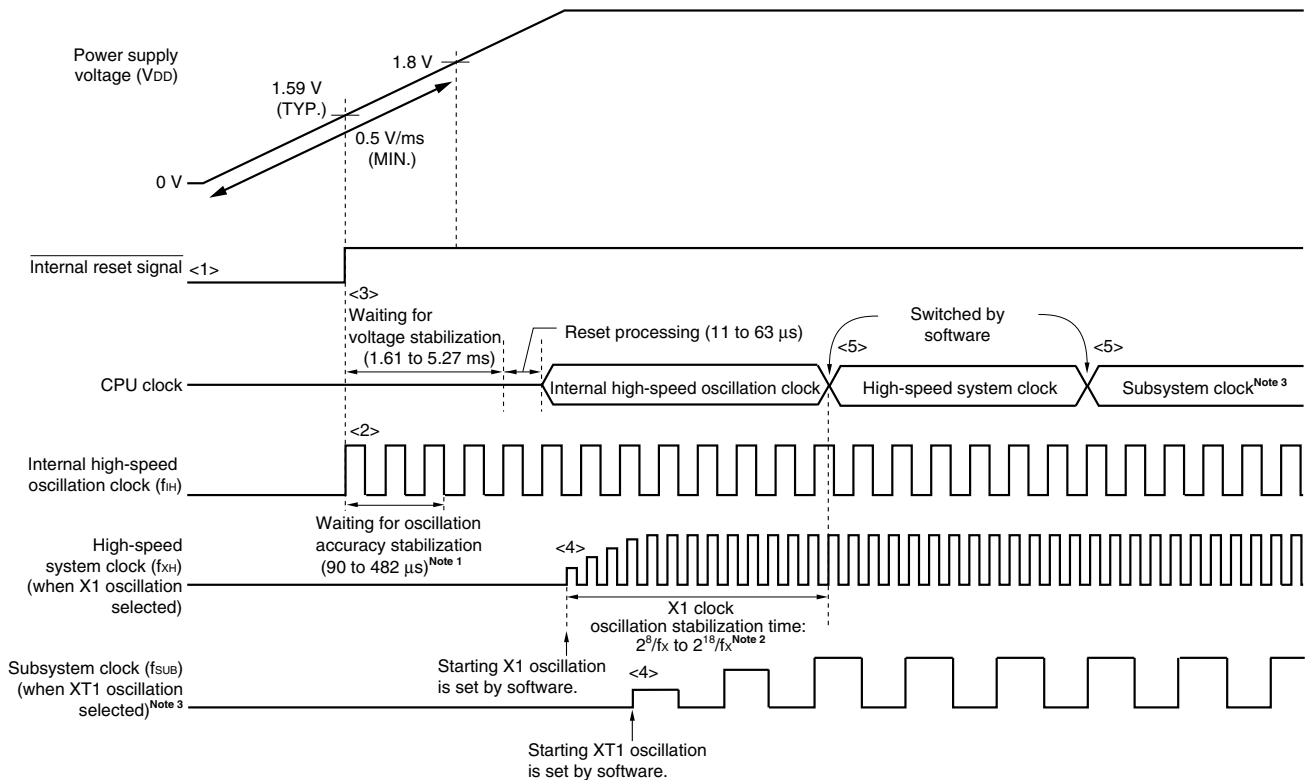 Power supply
voltage (VDD)
1.8 V
1.59 V
(TYP.)
0.5 V/ms
(MIN.)
0 V
Internal reset signal
<1>
<3>
Waiting for
voltage stabilization
(1.61 to 5.27 ms)
Reset processing (11 to 63 μs)
Switched by
software
<5>
<5>
CPU clock
Internal high-speed oscillation clock
High-speed system clock
Subsystem clockNote 3
<2>
Internal high-speed
oscillation clock (fIH)
Waiting for oscillation
accuracy stabilization
(90 to 482 μs)Note 1
High-speed
system clock (fXH)
(when X1 oscillation
selected)
<4>
X1 clock
oscillation stabilization time:
2^8/fX to 2^18/fXNote 2
Starting X1 oscillation
is set by software.
Subsystem clock (fSUB)
(when XT1 oscillation
selected)Note 3
<4>
Starting XT1 oscillation
is set by software.